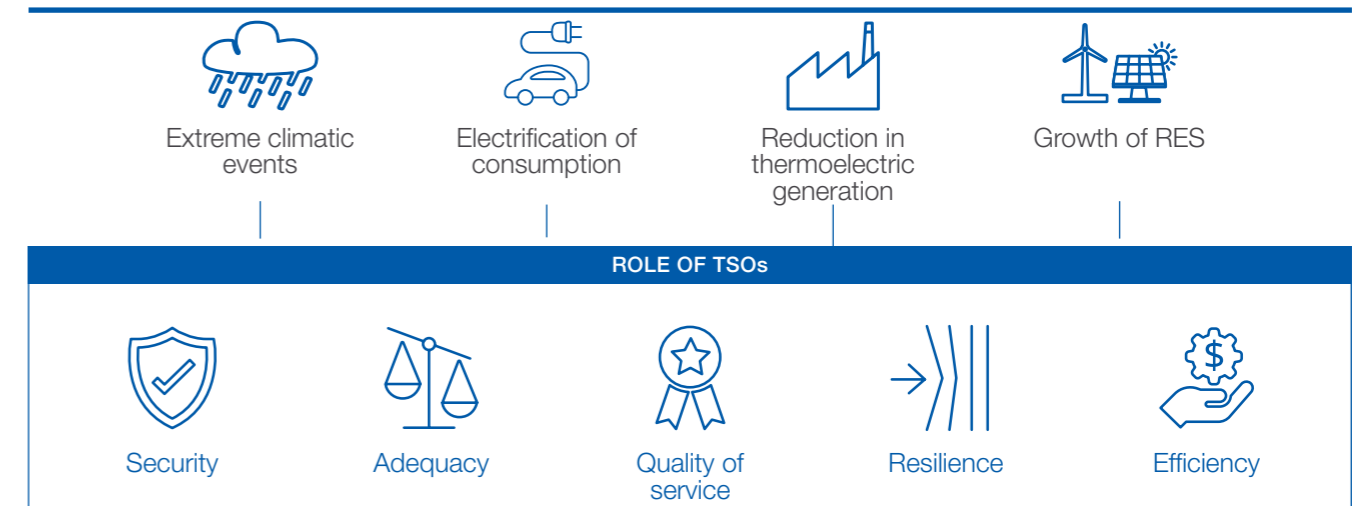 Extreme climatic
events
Electrification of
consumption
Reduction in
thermoelectric
generation
Growth of RES
ROLE OF TSOs
Security
Adequacy
Quality of
service
Resilience
$
Efficiency